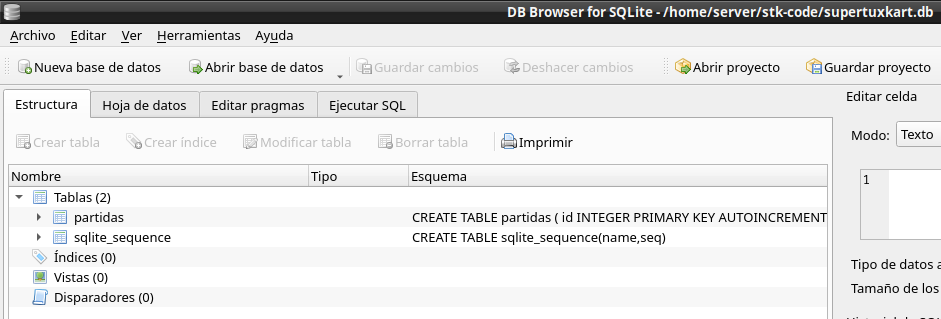 DB Browser for SQLite - /home/server/stk-code/supertuxkart.db
Archivo Editar Ver Herramientas Ayuda
Nueva base de datos Abrir base de datos Guardar cambios Deshacer cambios Abrir proyecto Guardar proyecto
Estructura Hoja de datos Editar pragmas Ejecutar SQL
Editar celda
Crear tabla Crear índice Modificar tabla Borrar tabla Imprimir
Modo: Texto
Nombre Tipo Esquema
1
Tablas (2)
partidas CREATE TABLE partidas ( id INTEGER PRIMARY KEY AUTOINCREMENT
sqlite_sequence CREATE TABLE sqlite_sequence(name,seq)
Índices (0)
Vistas (0)
Disparadores (0)
Tipo de datos a
Tamaño de los